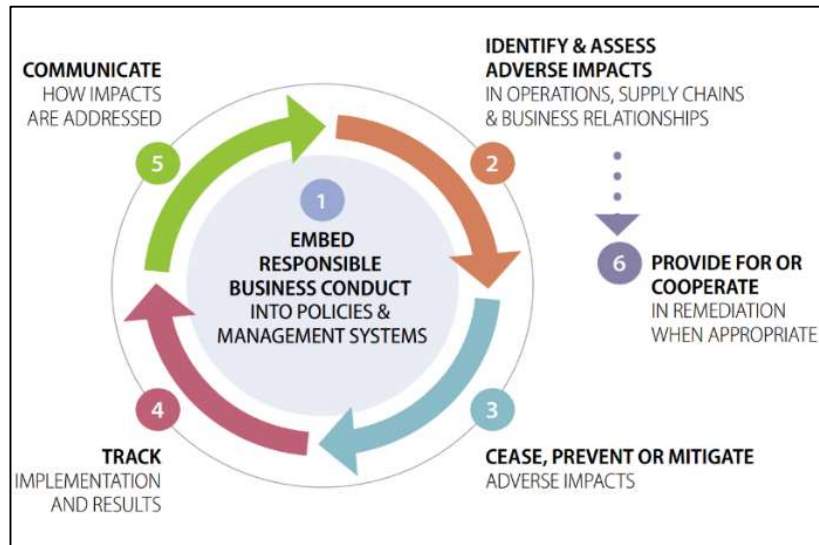 1
EMBED
RESPONSIBLE
BUSINESS CONDUCT
INTO POLICIES &
MANAGEMENT SYSTEMS
2
IDENTIFY & ASSESS
ADVERSE IMPACTS
IN OPERATIONS, SUPPLY CHAINS
& BUSINESS RELATIONSHIPS
3
CEASE, PREVENT OR MITIGATE
ADVERSE IMPACTS
4
TRACK
IMPLEMENTATION
AND RESULTS
5
COMMUNICATE
HOW IMPACTS
ARE ADDRESSED
6
PROVIDE FOR OR
COOPERATE
IN REMEDIATION
WHEN APPROPRIATE